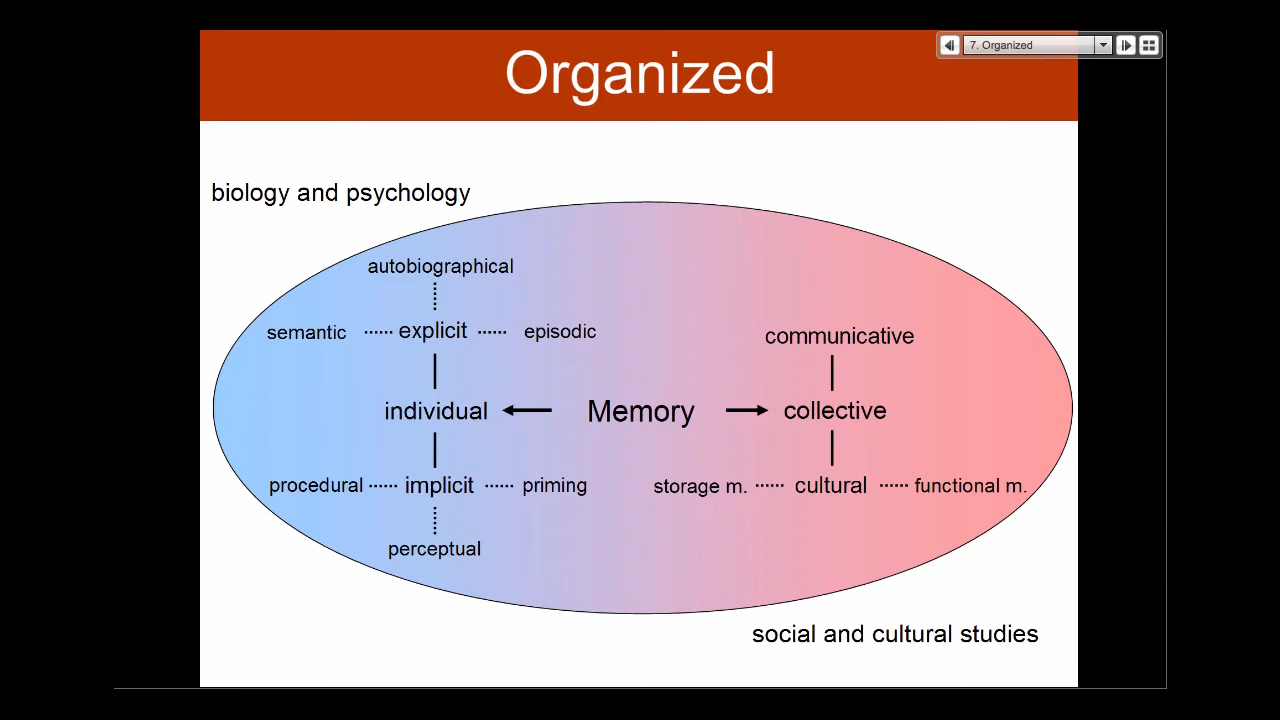 Organized
7. Organized
biology and psychology
autobiographical
semantic explicit episodic
communicative
individual Memory collective
procedural implicit priming storage m. cultural functional m.
perceptual
social and cultural studies